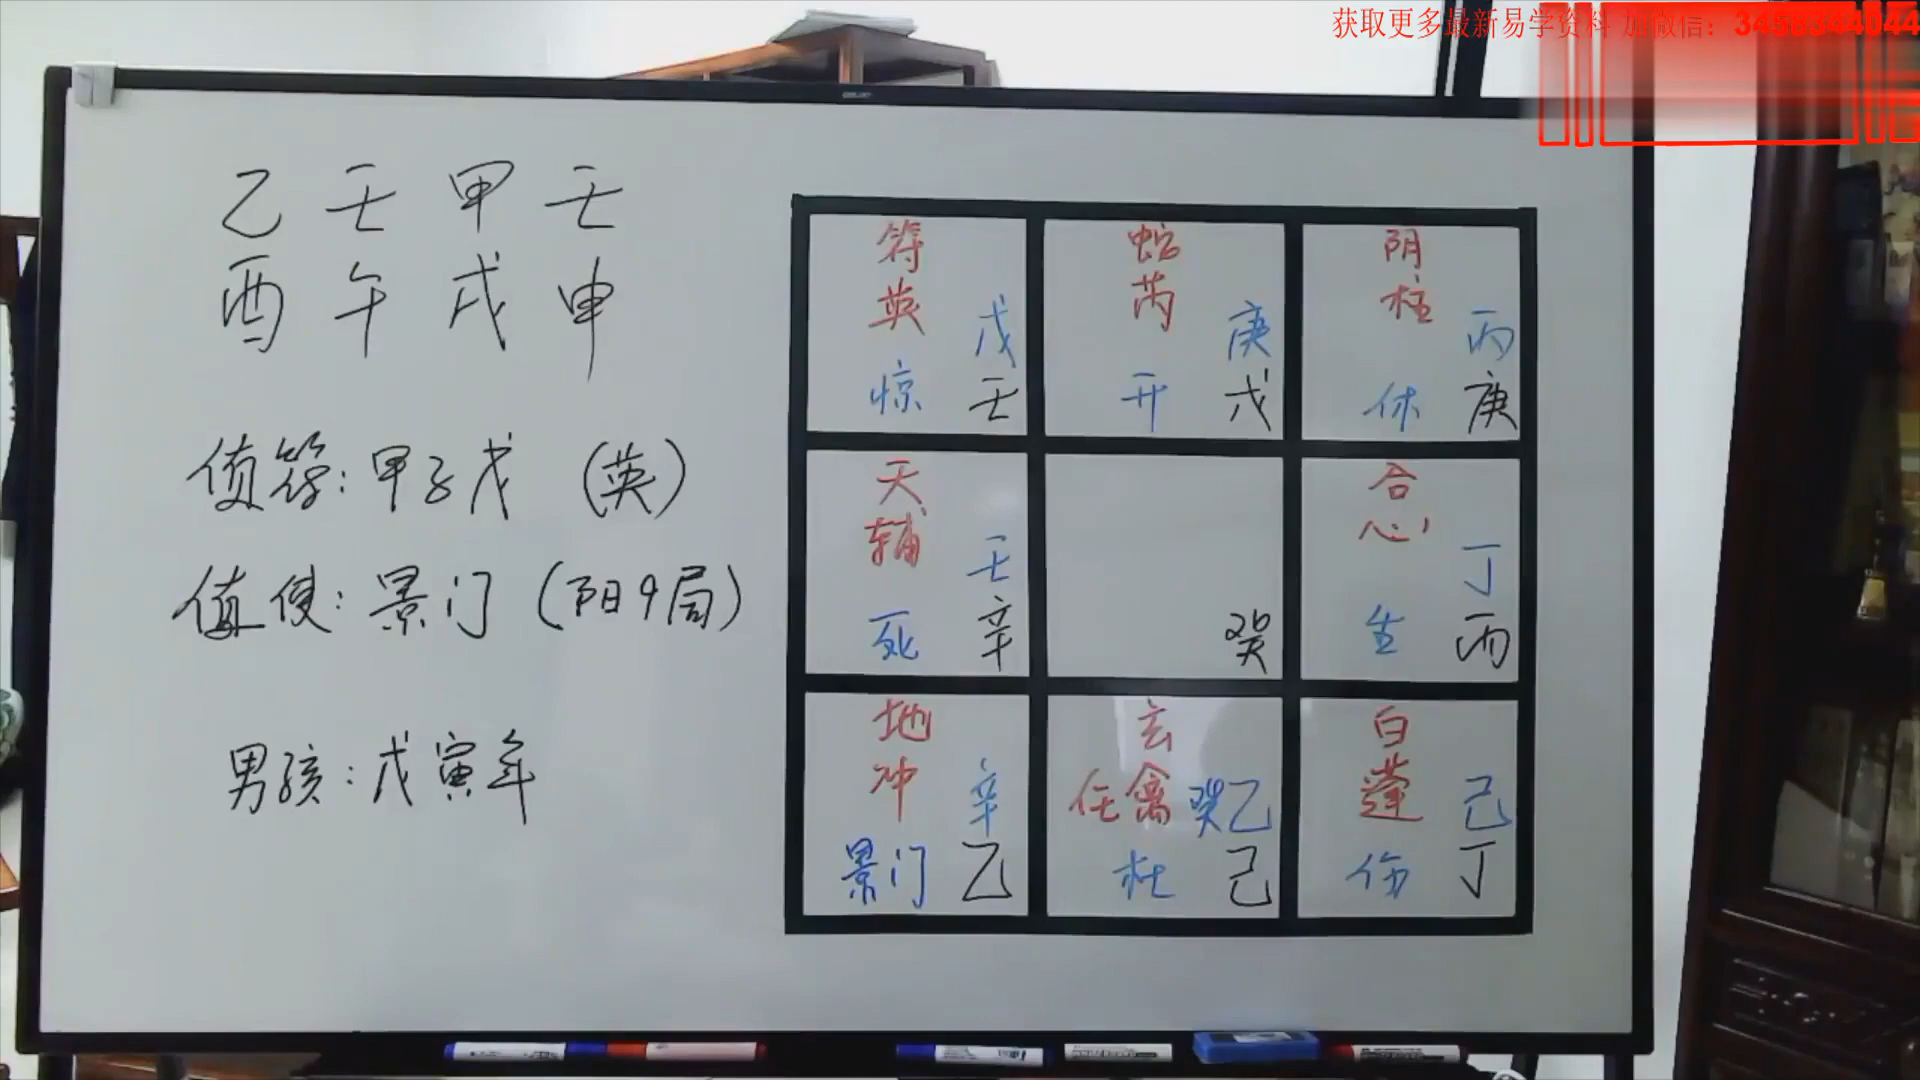 获取更多最新易学资料 加微信：3458344044
乙 壬 甲 壬
酉 午 戌 申
值符：甲子戊（英）
值使：景门（阳9局）
男孩：戊寅年
符
英 戊
惊 壬
蛇
芮 庚
开 戊
阴
柱 丙
休 庚
天
辅 壬
死 辛
癸
合
心 丁
生 丙
地
冲 辛
景门 乙
玄
任禽 癸乙
杜 己
白
蓬 己
伤 丁